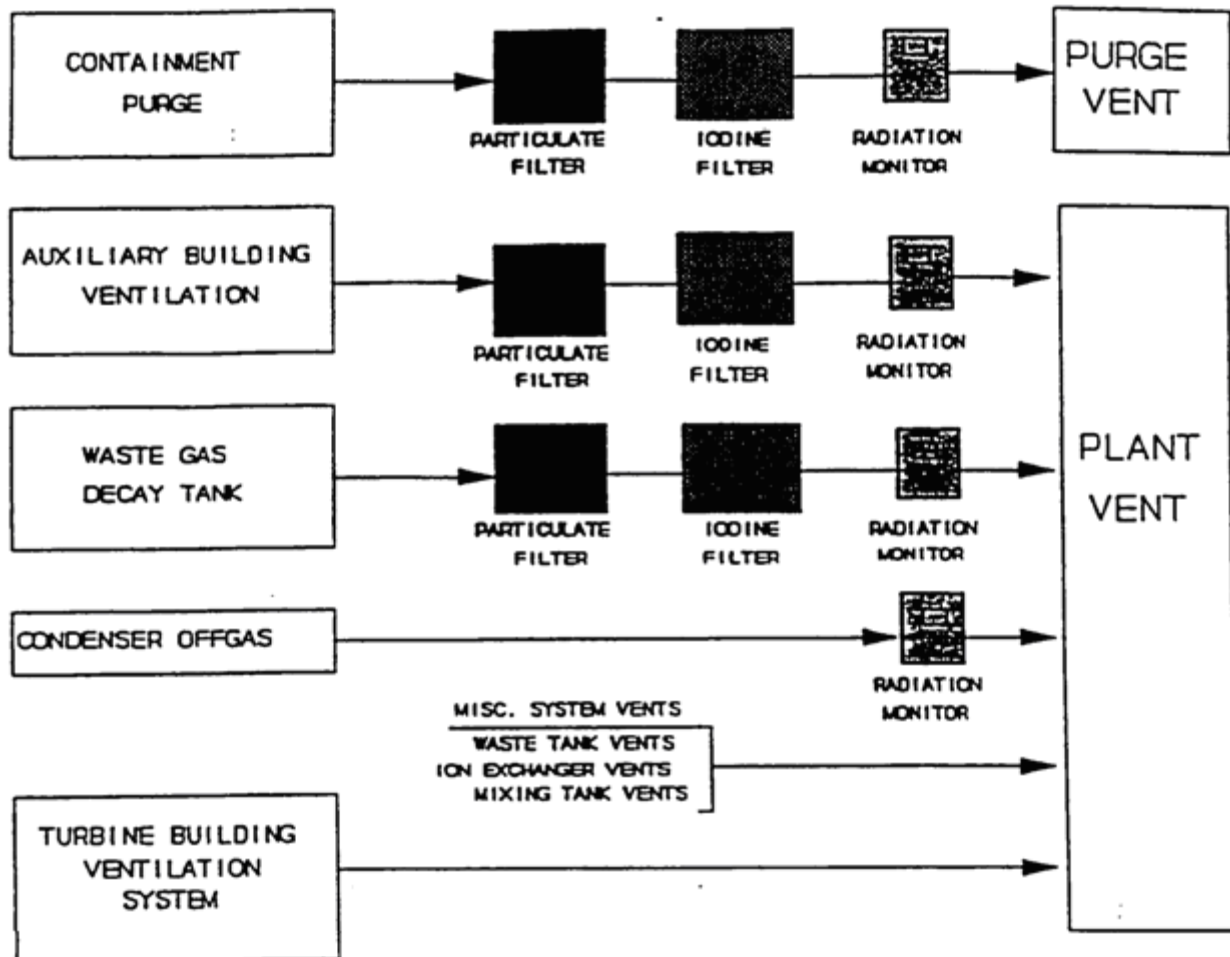 CONTAINMENT
PURGE
PARTICULATE
FILTER
IODINE
FILTER
RADIATION
MONITOR
PURGE
VENT
AUXILIARY BUILDING
VENTILATION
PARTICULATE
FILTER
IODINE
FILTER
RADIATION
MONITOR
WASTE GAS
DECAY TANK
PARTICULATE
FILTER
IODINE
FILTER
RADIATION
MONITOR
PLANT
VENT
CONDENSER OFFGAS
RADIATION
MONITOR
MISC. SYSTEM VENTS
WASTE TANK VENTS
ION EXCHANGER VENTS
MIXING TANK VENTS
TURBINE BUILDING
VENTILATION
SYSTEM